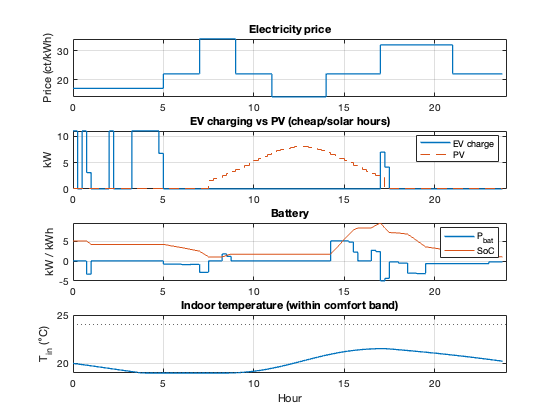 Electricity price
Price (ct/kWh)
30
20
0 5 10 15 20
EV charging vs PV (cheap/solar hours)
kW
10
5
0
EV charge
PV
0 5 10 15 20
Battery
kW / kWh
5
0
-5
P_bat
SoC
0 5 10 15 20
Indoor temperature (within comfort band)
T_in (°C)
25
20
0 5 10 15 20
Hour